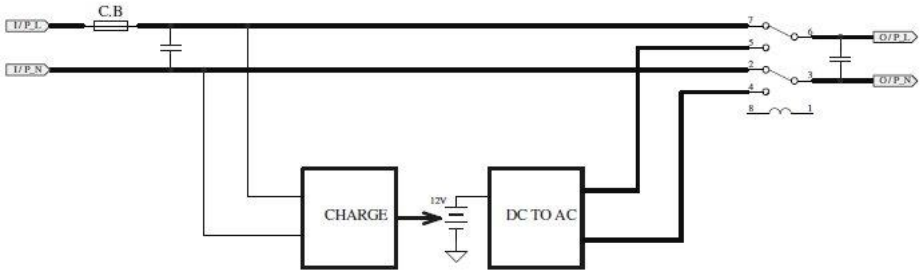 C.B
I/P_L
7
6
O/P_L
5
I/P_N
2
3
O/P_N
4
8
1
12V
CHARGE
DC TO AC